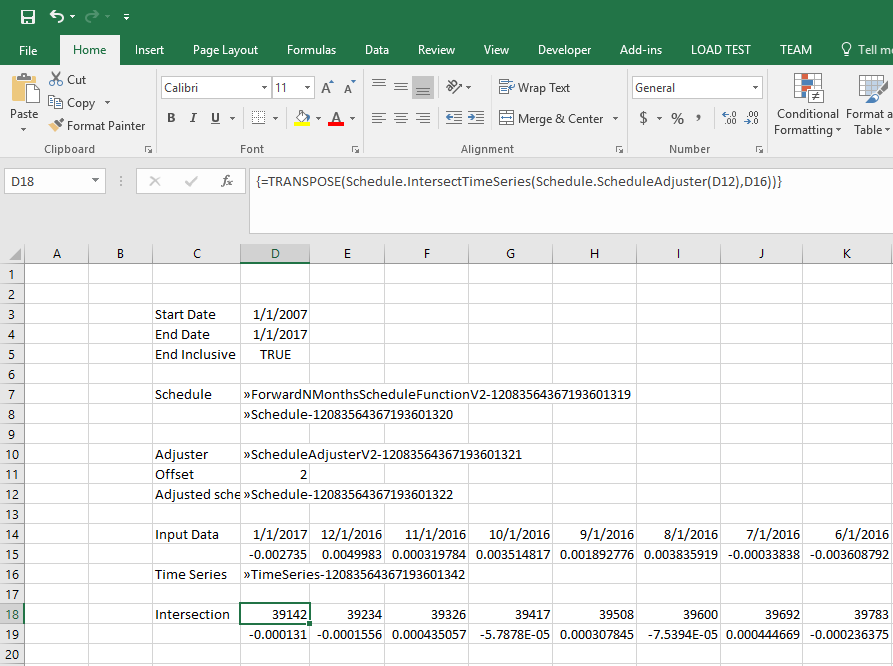 File Home Insert Page Layout Formulas Data Review View Developer Add-ins LOAD TEST TEAM Tell me
Cut
Copy
Format Painter
Paste
Clipboard
Calibri 11 A A
B I U A
Font
Wrap Text
Merge & Center
Alignment
General
$ % , .00 .00
Number
Conditional Formatting
Format a
Table
D18 fx {=TRANSPOSE(Schedule.IntersectTimeSeries(Schedule.ScheduleAdjuster(D12),D16))}
A B C D E F G H I J K
1
2
3 Start Date 1/1/2007
4 End Date 1/1/2017
5 End Inclusive TRUE
6
7 Schedule »ForwardNMonthsScheduleFunctionV2-12083564367193601319
8 »Schedule-12083564367193601320
9
10 Adjuster »ScheduleAdjusterV2-12083564367193601321
11 Offset 2
12 Adjusted sche »Schedule-12083564367193601322
13
14 Input Data 1/1/2017 12/1/2016 11/1/2016 10/1/2016 9/1/2016 8/1/2016 7/1/2016 6/1/2016
15 -0.002735 0.0049983 0.000319784 0.003514817 0.001892776 0.003835919 -0.00033838 -0.003608792
16 Time Series »TimeSeries-12083564367193601342
17
18 Intersection 39142 39234 39326 39417 39508 39600 39692 39783
19 -0.000131 -0.0001556 0.000435057 -5.7878E-05 0.000307845 -7.5394E-05 0.000444669 -0.000236375
20